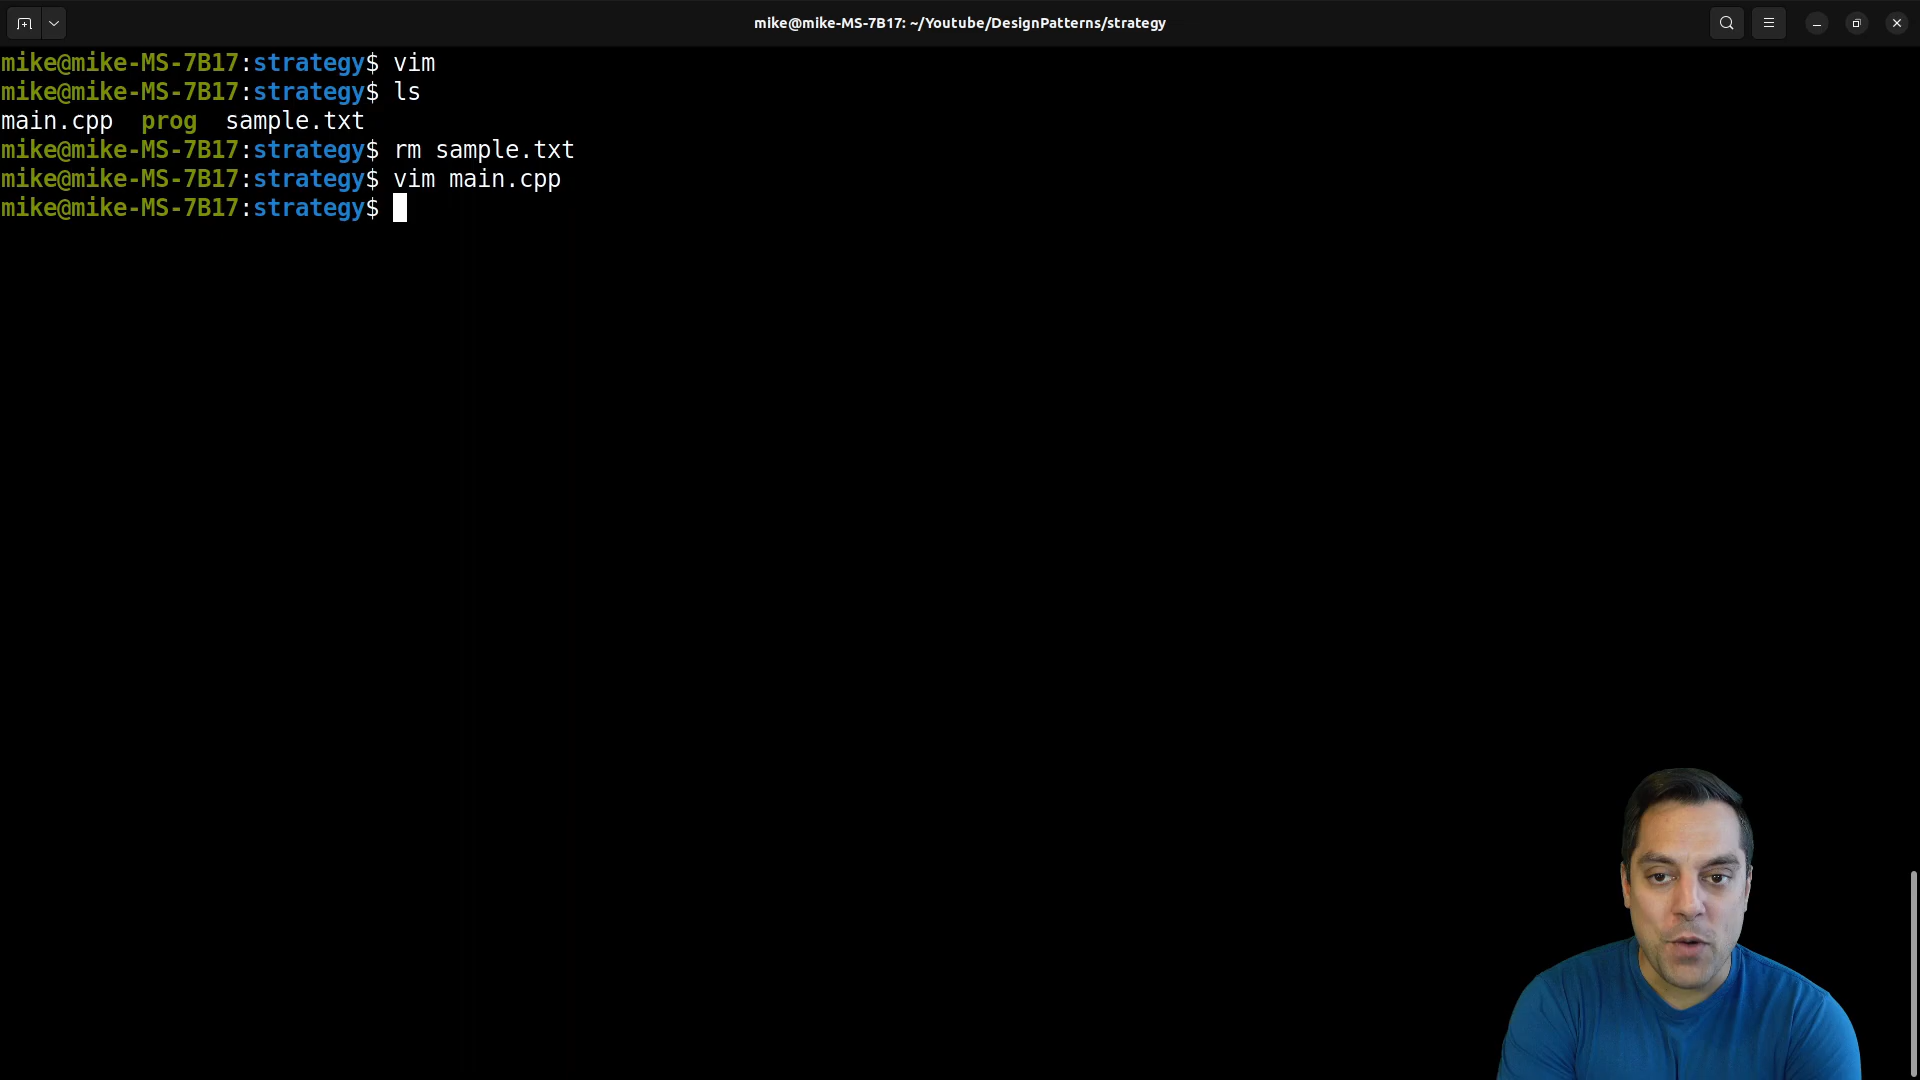 mike@mike-MS-7B17: ~/Youtube/DesignPatterns/strategy
mike@mike-MS-7B17:strategy$ vim
mike@mike-MS-7B17:strategy$ ls
main.cpp  prog  sample.txt
mike@mike-MS-7B17:strategy$ rm sample.txt
mike@mike-MS-7B17:strategy$ vim main.cpp
mike@mike-MS-7B17:strategy$